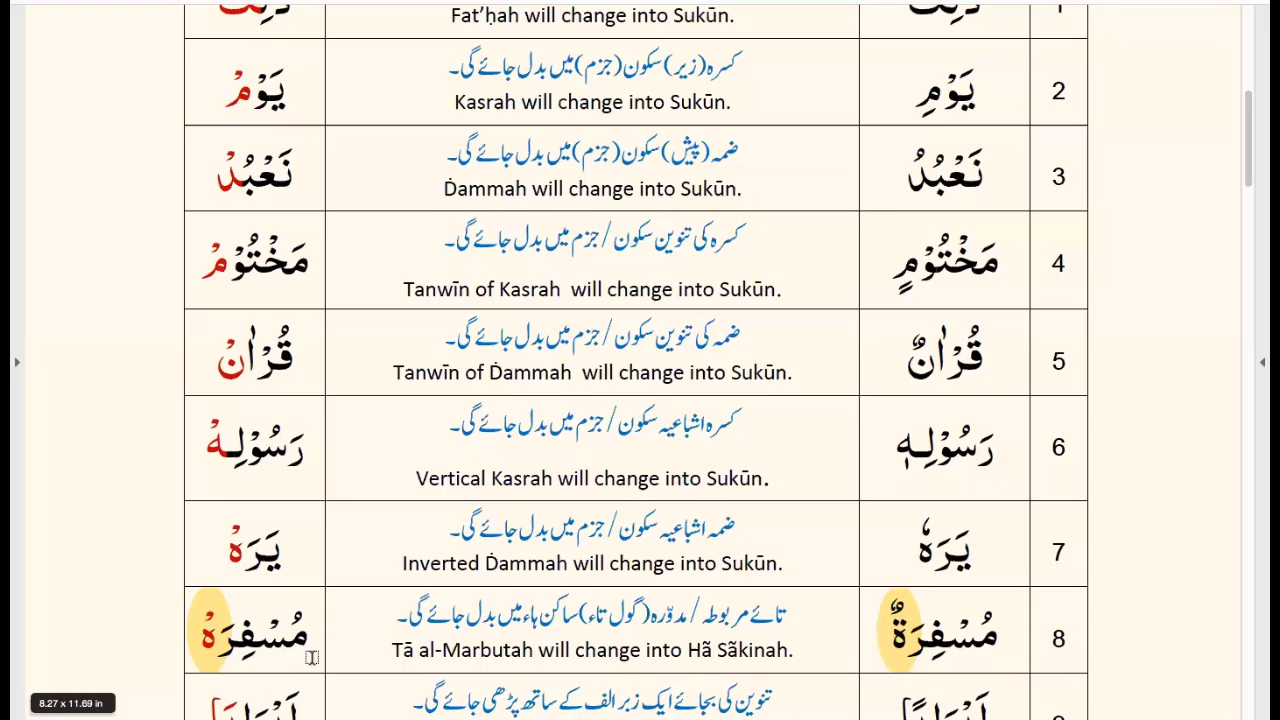 ذٰلِكَ
Fat’ḥah will change into Sukūn.
1
2
يَوْمِ
کسرہ(زیر)سکون(جزم)میں بدل جائے گی۔
Kasrah will change into Sukūn.
يَوْمْ
3
نَعْبُدُ
ضمہ(پیش)سکون(جزم)میں بدل جائے گی۔
Ḋammah will change into Sukūn.
نَعْبُدْ
4
مَخْتُوْمٍ
کسرہ کی تنوین سکون/جزم میں بدل جائے گی۔
Tanwīn of Kasrah will change into Sukūn.
مَخْتُوْمْ
5
قُرْاٰنٌ
ضمہ کی تنوین سکون/جزم میں بدل جائے گی۔
Tanwīn of Ḋammah will change into Sukūn.
قُرْاٰنْ
6
رَسُوْلِهٖ
کسرہ اشباعیہ سکون/جزم میں بدل جائے گی۔
Vertical Kasrah will change into Sukūn.
رَسُوْلِهْ
7
يَرَهٗ
ضمہ اشباعیہ سکون/جزم میں بدل جائے گی۔
Inverted Ḋammah will change into Sukūn.
يَرَهْ
8
مُسْفِرَةٌ
تائے مربوطہ/مدوّرہ(گول تاء)ساکن ہاء میں بدل جائے گی۔
Tā al-Marbutah will change into Hã Sãkinah.
مُسْفِرَهْ
تنوین کی بجائے ایک زبر الف کے ساتھ پڑھی جائے گی۔
8.27 x 11.69 in